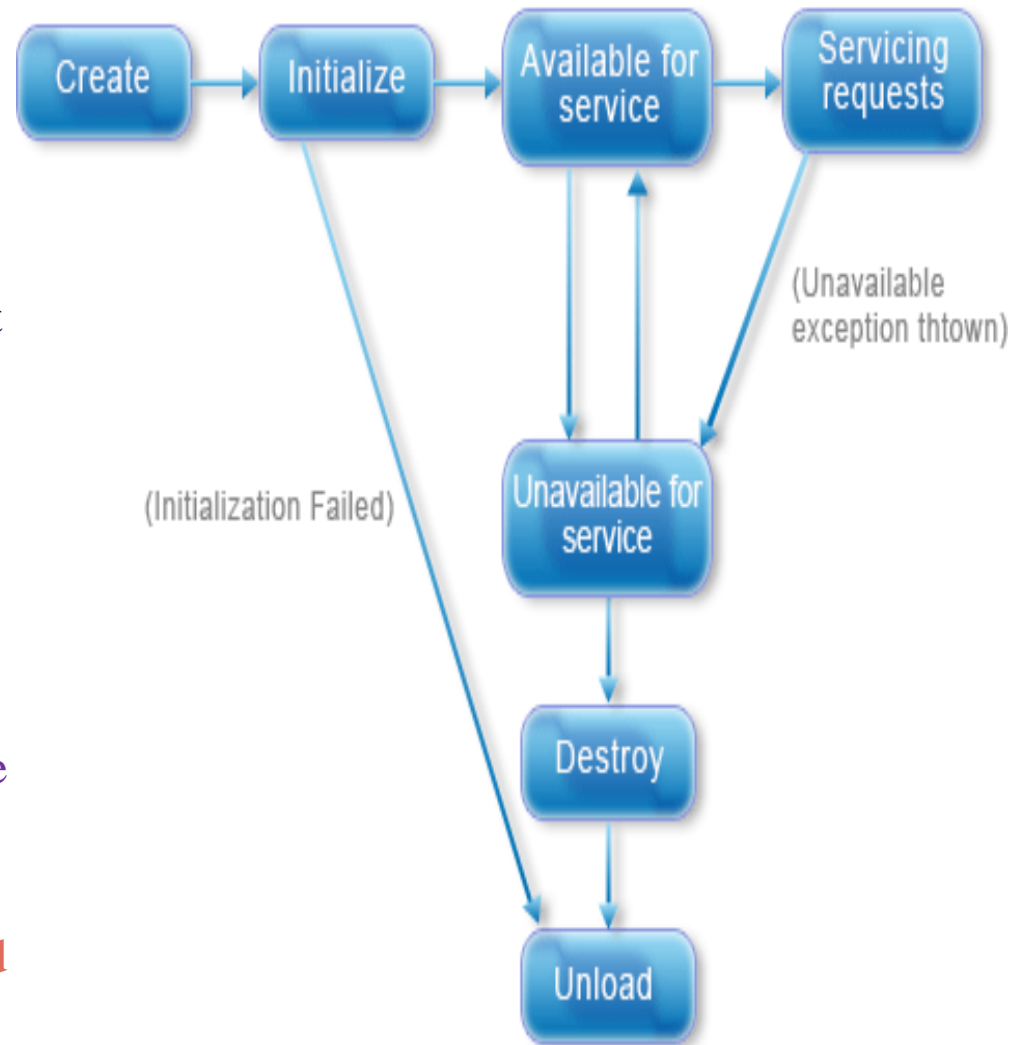 Create
Initialize
Available for
service
Servicing
requests
(Unavailable
exception thtown)
(Initialization Failed)
Unavailable for
service
Destroy
Unload